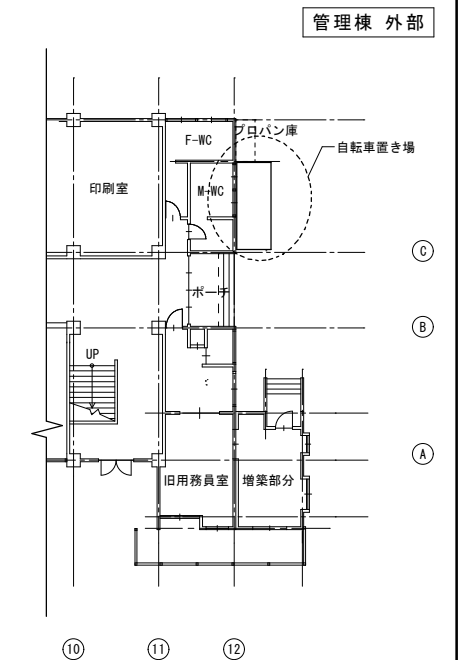 管理棟 外部
プロパン庫
F-WC
自転車置き場
印刷室
M-WC
C
ポーチ
B
UP
A
旧用務員室
増築部分
10
11
12